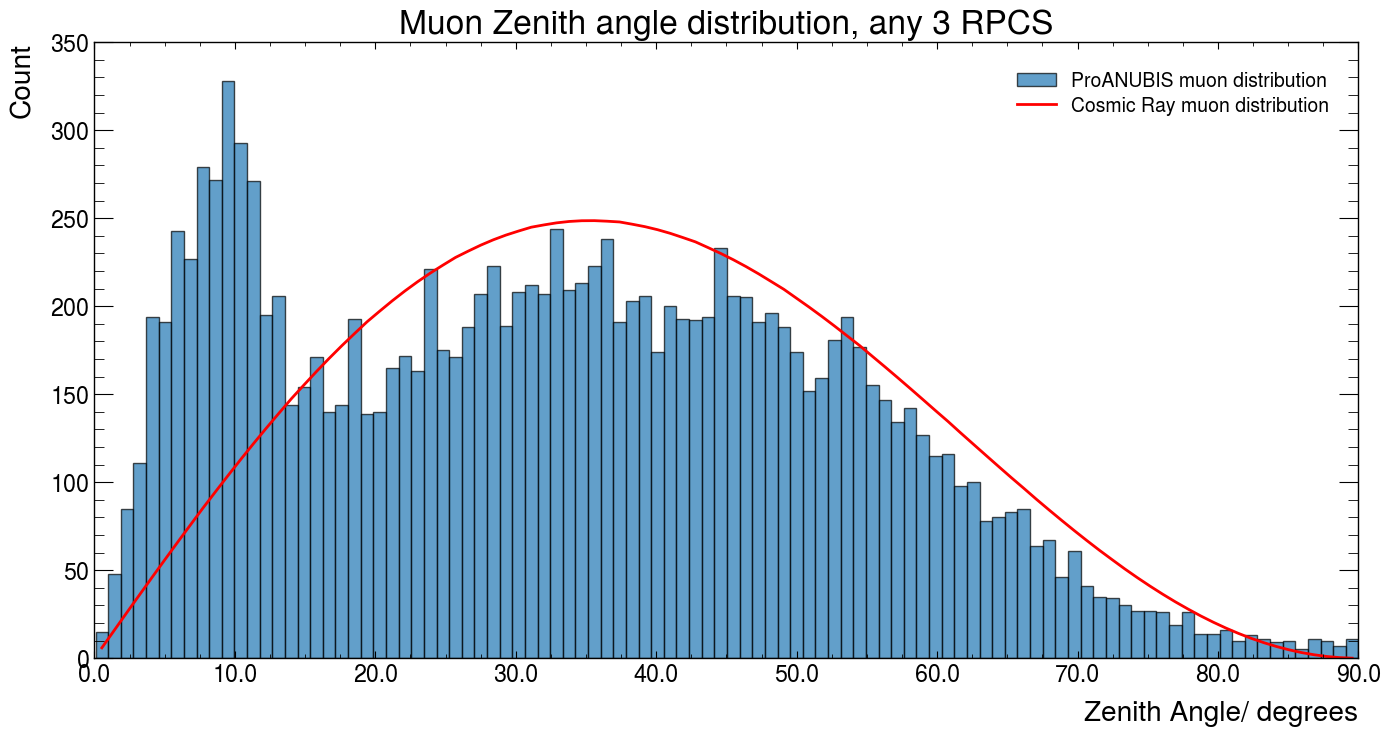 Muon Zenith angle distribution, any 3 RPCS
Count
350
300
250
200
150
100
50
0
ProANUBIS muon distribution
Cosmic Ray muon distribution
0.0 10.0 20.0 30.0 40.0 50.0 60.0 70.0 80.0 90.0
Zenith Angle/ degrees